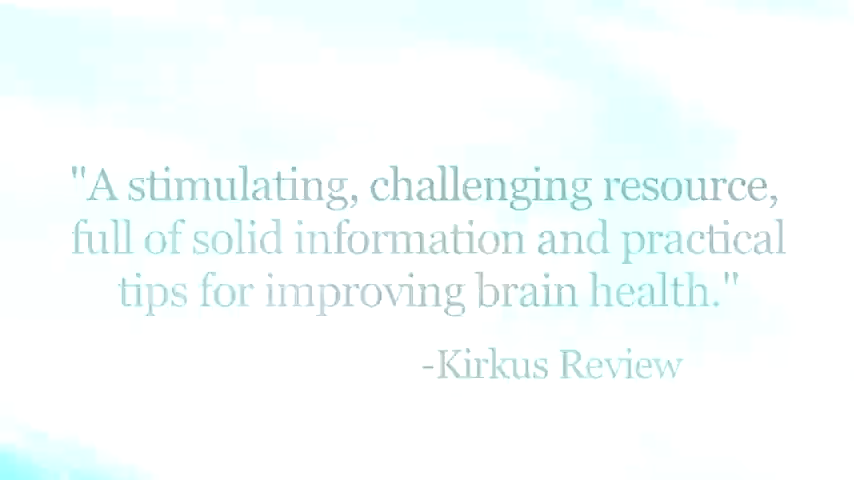 "A stimulating, challenging resource,
full of solid information and practical
tips for improving brain health."
-Kirkus Review